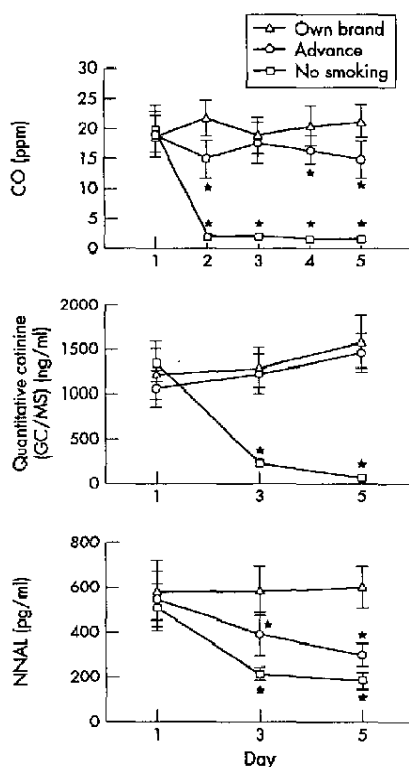 Own brand
Advance
No smoking
CO (ppm)
30
25
20
15
10
5
0
★
★
★
★
★
★
★
1 2 3 4 5
Quantitative cotinine
(GC/MS) (ng/ml)
2000
1500
1000
500
0
★
★
1 3 5
NNAL (pg/ml)
800
600
400
200
0
★
★
★
★
1 3 5
Day